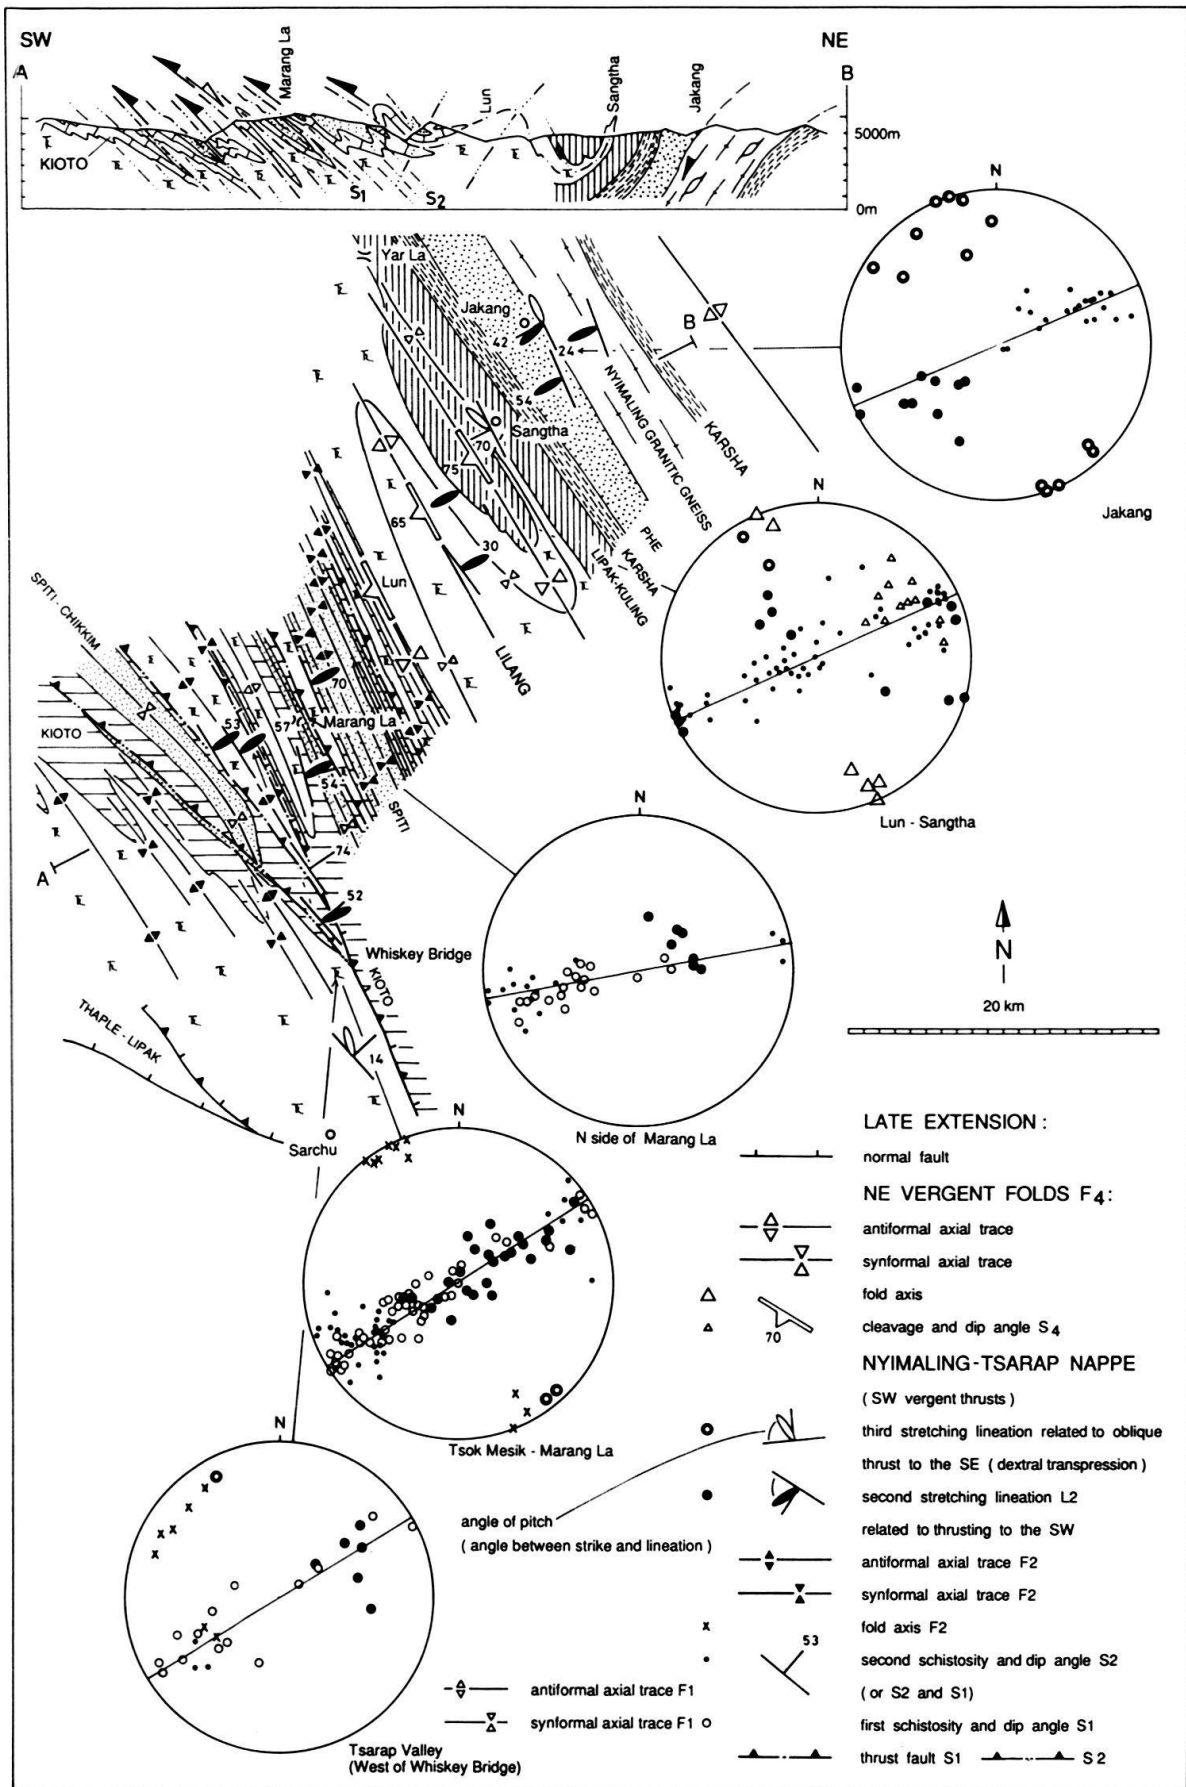 SW
NE
A
Marang La
Lun
Sangtha
Jakang
B
5000m
KIOTO
S1
S2
0m
N
Yar La
Jakang
42
B
24
54
NYIMALING GRANITIC GNEISS
KARSHA
Sangtha
70
75
65
30
PHE
KARSHA
LIPAK-KULING
Jakang
N
Lun
LILANG
SPITI-CHIKKIM
70
53
57
Marang La
KIOTO
54
SPITI
Lun - Sangtha
74
A
52
N
Whiskey Bridge
KIOTO
N
20 km
THAPLE - LIPAK
14
Sarchu
N
N side of Marang La
LATE EXTENSION :
normal fault
NE VERGENT FOLDS F4 :
antiformal axial trace
synformal axial trace
fold axis
70
cleavage and dip angle S4
NYIMALING-TSARAP NAPPE
( SW vergent thrusts )
third stretching lineation related to oblique
thrust to the SE ( dextral transpression )
Tsok Mesik - Marang La
N
second stretching lineation L2
related to thrusting to the SW
angle of pitch
( angle between strike and lineation )
antiformal axial trace F2
synformal axial trace F2
fold axis F2
53
second schistosity and dip angle S2
(or S2 and S1)
antiformal axial trace F1
synformal axial trace F1
first schistosity and dip angle S1
thrust fault S1
S2
Tsarap Valley
(West of Whiskey Bridge)